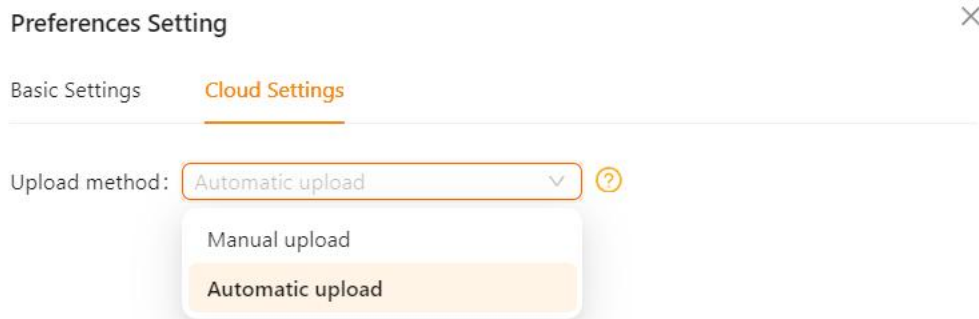 Preferences Setting
Basic Settings Cloud Settings
Upload method: Automatic upload
Manual upload
Automatic upload